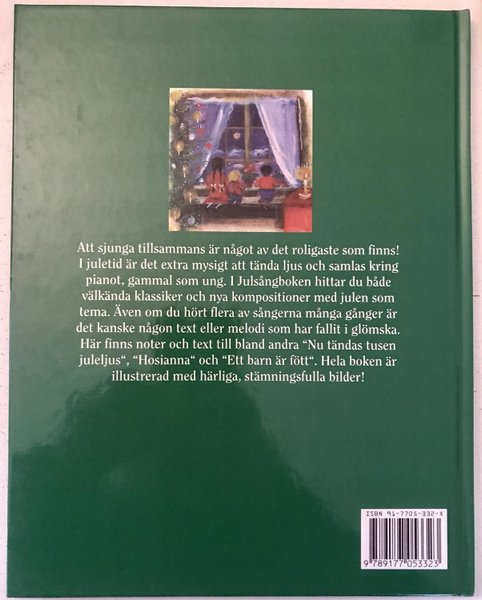 Att sjunga tillsammans är något av det roligaste som finns!
I juletid är det extra mysigt att tända ljus och samlas kring
pianot, gammal som ung. I Julsångboken hittar du både
välkända klassiker och nya kompositioner med julen som
tema. Även om du hört flera av sångerna många gånger är
det kanske någon text eller melodi som har fallit i glömska.
Här finns noter och text till bland andra “Nu tändas tusen
juleljus“, “Hosianna“ och “Ett barn är fött“. Hela boken är
illustrerad med härliga, stämningsfulla bilder!
ISBN 91-7705-332-X
9 789177 053323